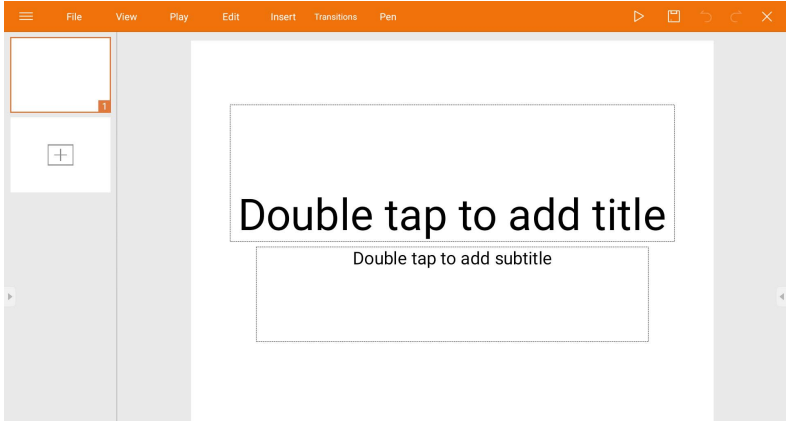 File View Play Edit Insert Transitions Pen
1
Double tap to add title
Double tap to add subtitle